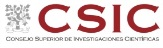 CSIC
CONSEJO SUPERIOR DE INVESTIGACIONES CIENTÍFICAS